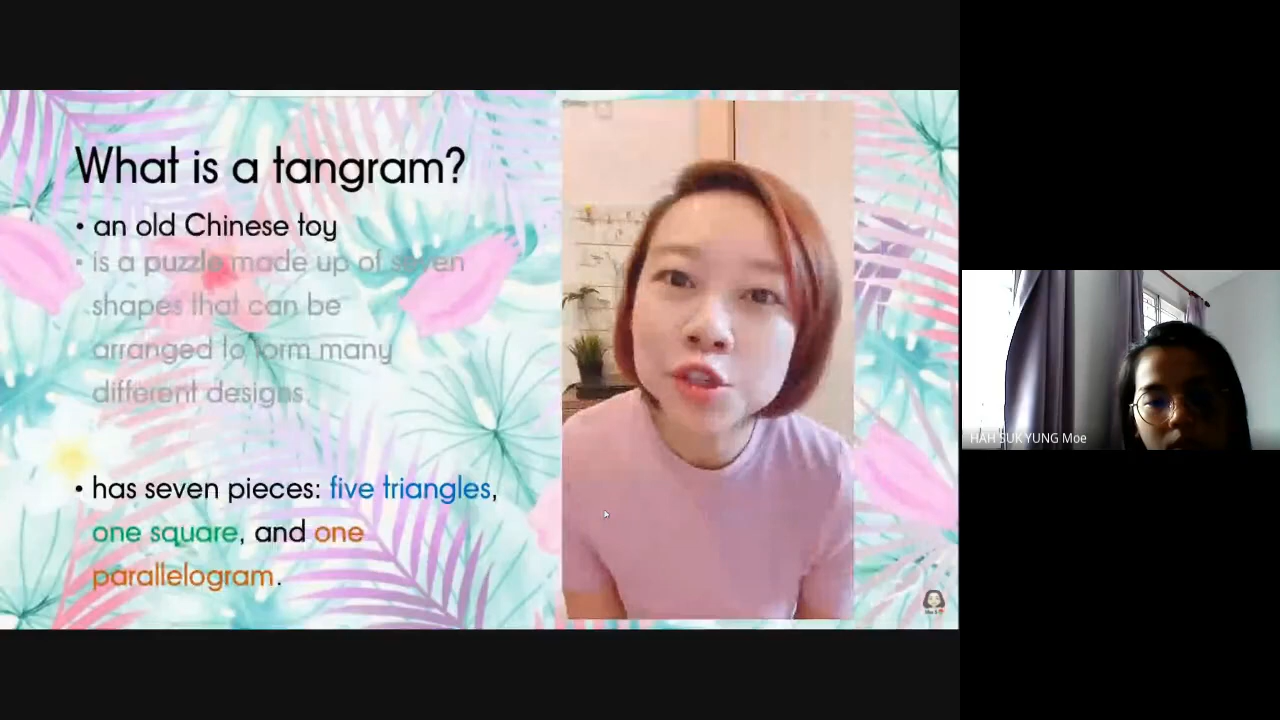 What is a tangram?
• an old Chinese toy
• is a puzzle made up of seven
shapes that can be
arranged to form many
different designs.
• has seven pieces: five triangles,
one square, and one
parallelogram.
HAH SUK YUNG Moe